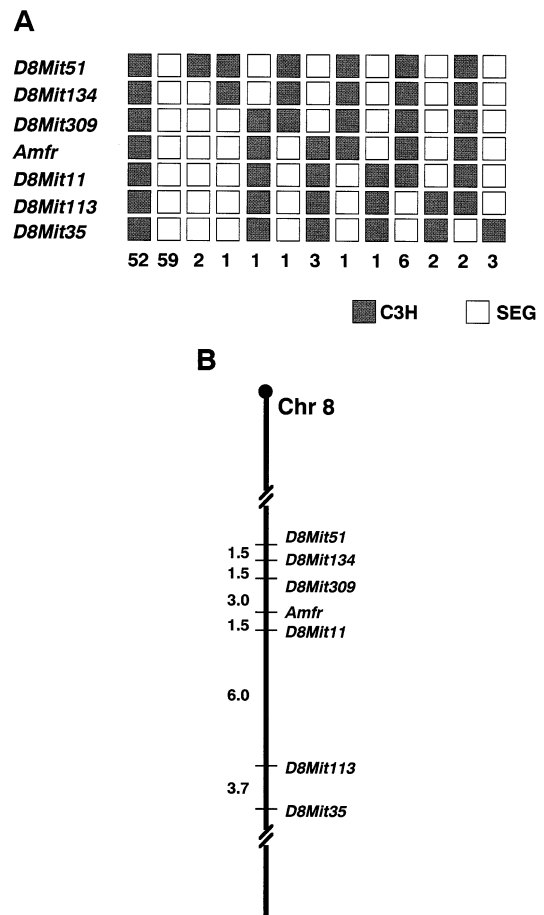 A
D8Mit51
D8Mit134
D8Mit309
Amfr
D8Mit11
D8Mit113
D8Mit35
52 59 2 1 1 1 3 1 1 6 2 2 3
C3H SEG
B
Chr 8
D8Mit51
1.5
D8Mit134
1.5
D8Mit309
3.0
Amfr
1.5
D8Mit11
6.0
D8Mit113
3.7
D8Mit35